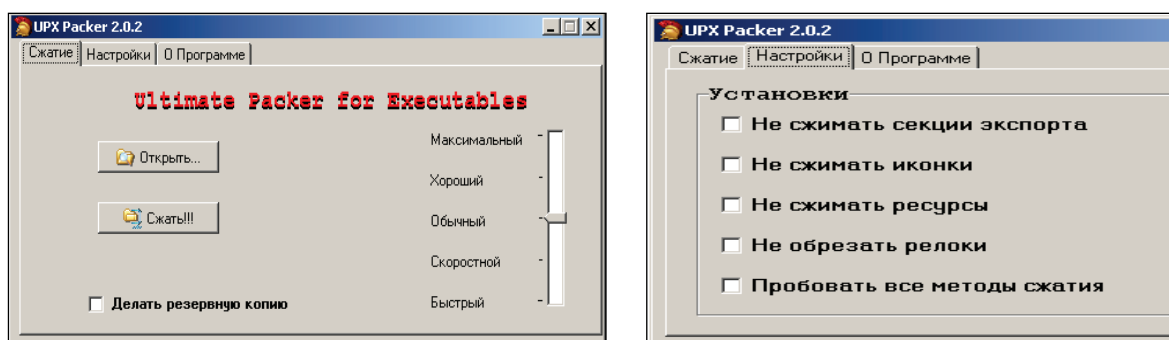 UPX Packer 2.0.2
Сжатие Настройки О Программе
Ultimate Packer for Executables
Открыть...
Сжать!!!
Делать резервную копию
Максимальный
Хороший
Обычный
Скоростной
Быстрый
UPX Packer 2.0.2
Сжатие Настройки О Программе
Установки
Не сжимать секции экспорта
Не сжимать иконки
Не сжимать ресурсы
Не обрезать релоки
Пробовать все методы сжатия